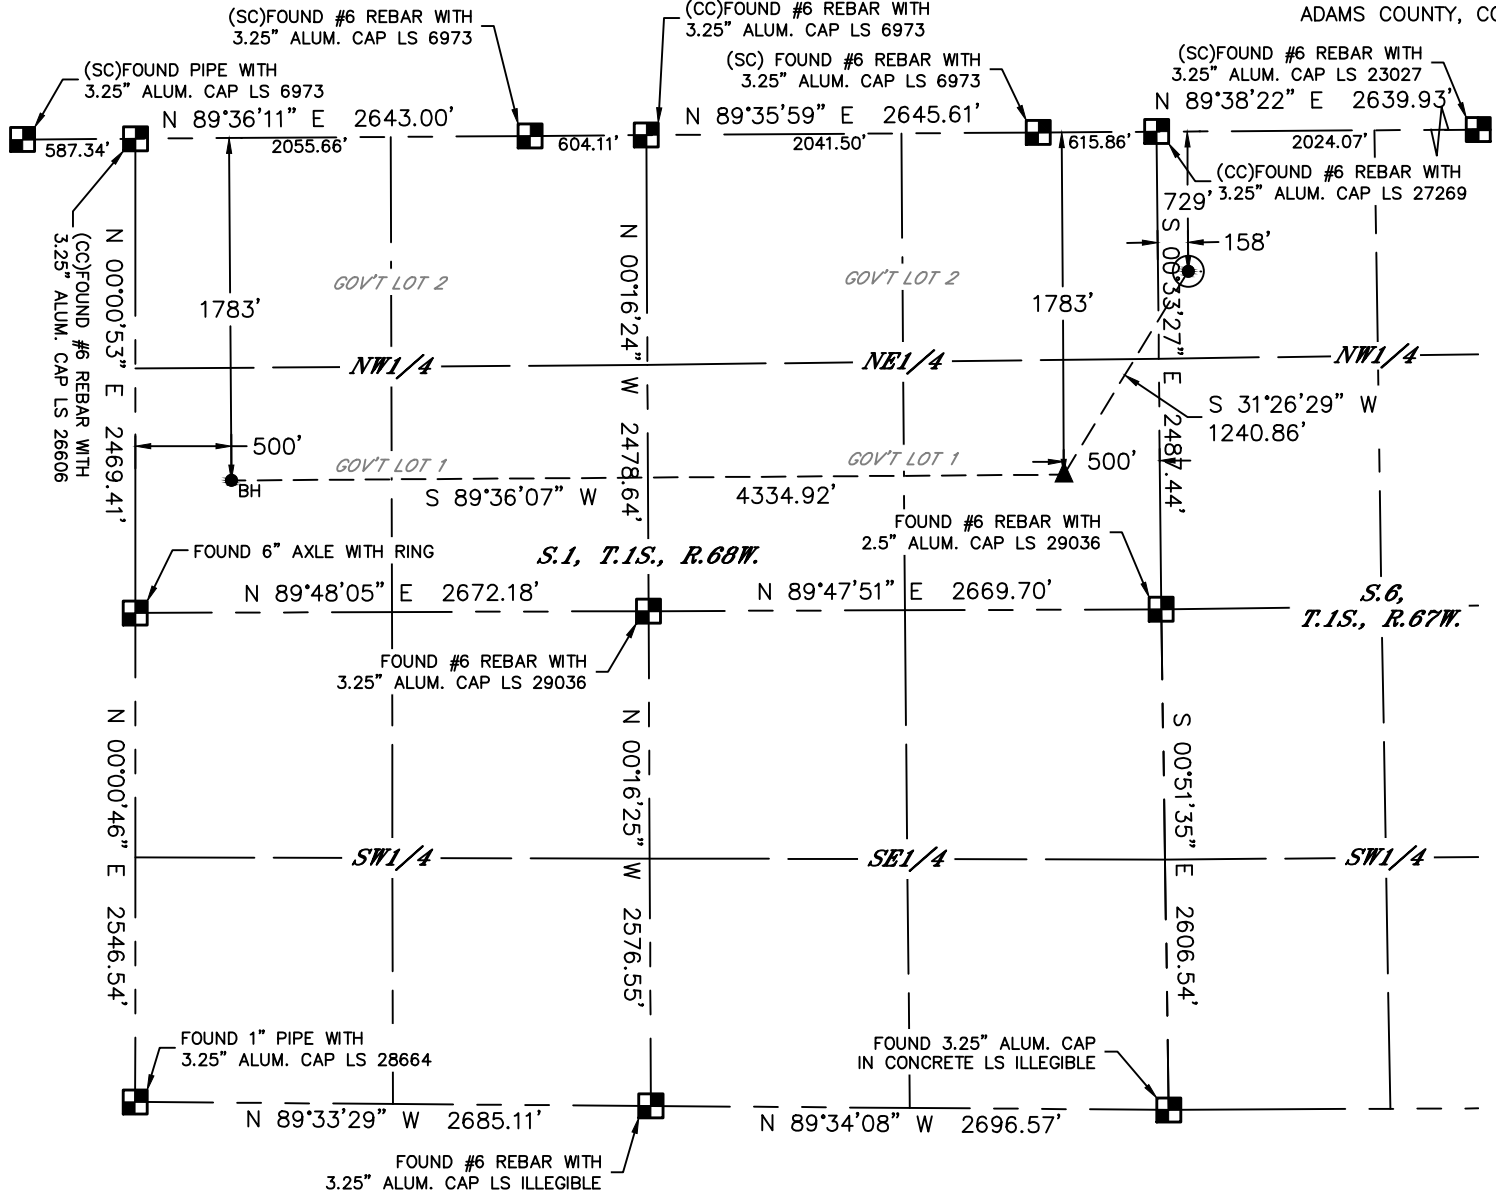 ADAMS COUNTY, CO
(SC)FOUND #6 REBAR WITH
3.25" ALUM. CAP LS 6973
(CC)FOUND #6 REBAR WITH
3.25" ALUM. CAP LS 6973
(SC)FOUND PIPE WITH
3.25" ALUM. CAP LS 6973
(SC) FOUND #6 REBAR WITH
3.25" ALUM. CAP LS 6973
(SC)FOUND #6 REBAR WITH
3.25" ALUM. CAP LS 23027
N 89°36'11" E 2643.00'
N 89°35'59" E 2645.61'
N 89°38'22" E 2639.93'
587.34'
2055.66'
604.11'
2041.50'
615.86'
2024.07'
(CC)FOUND #6 REBAR WITH
3.25" ALUM. CAP LS 27269
729'
158'
(CC)FOUND #6 REBAR WITH
3.25" ALUM. CAP LS 26606
N 00°00'53" E 2469.41'
N 00°16'24" W 2478.64'
S 00°33'27" E 2487.44'
GOV'T LOT 2
GOV'T LOT 2
1783'
1783'
NW1/4
NE1/4
NW1/4
S 31°26'29" W
1240.86'
500'
GOV'T LOT 1
GOV'T LOT 1
500'
BH
S 89°36'07" W 4334.92'
FOUND #6 REBAR WITH
2.5" ALUM. CAP LS 29036
FOUND 6" AXLE WITH RING
S.1, T.1S., R.68W.
N 89°48'05" E 2672.18'
N 89°47'51" E 2669.70'
S.6,
T.1S., R.67W.
FOUND #6 REBAR WITH
3.25" ALUM. CAP LS 29036
N 00°00'46" E 2546.54'
N 00°16'25" W 2576.55'
S 00°51'35" E 2606.54'
SW1/4
SE1/4
SW1/4
FOUND 1" PIPE WITH
3.25" ALUM. CAP LS 28664
FOUND 3.25" ALUM. CAP
IN CONCRETE LS ILLEGIBLE
N 89°33'29" W 2685.11'
N 89°34'08" W 2696.57'
FOUND #6 REBAR WITH
3.25" ALUM. CAP LS ILLEGIBLE